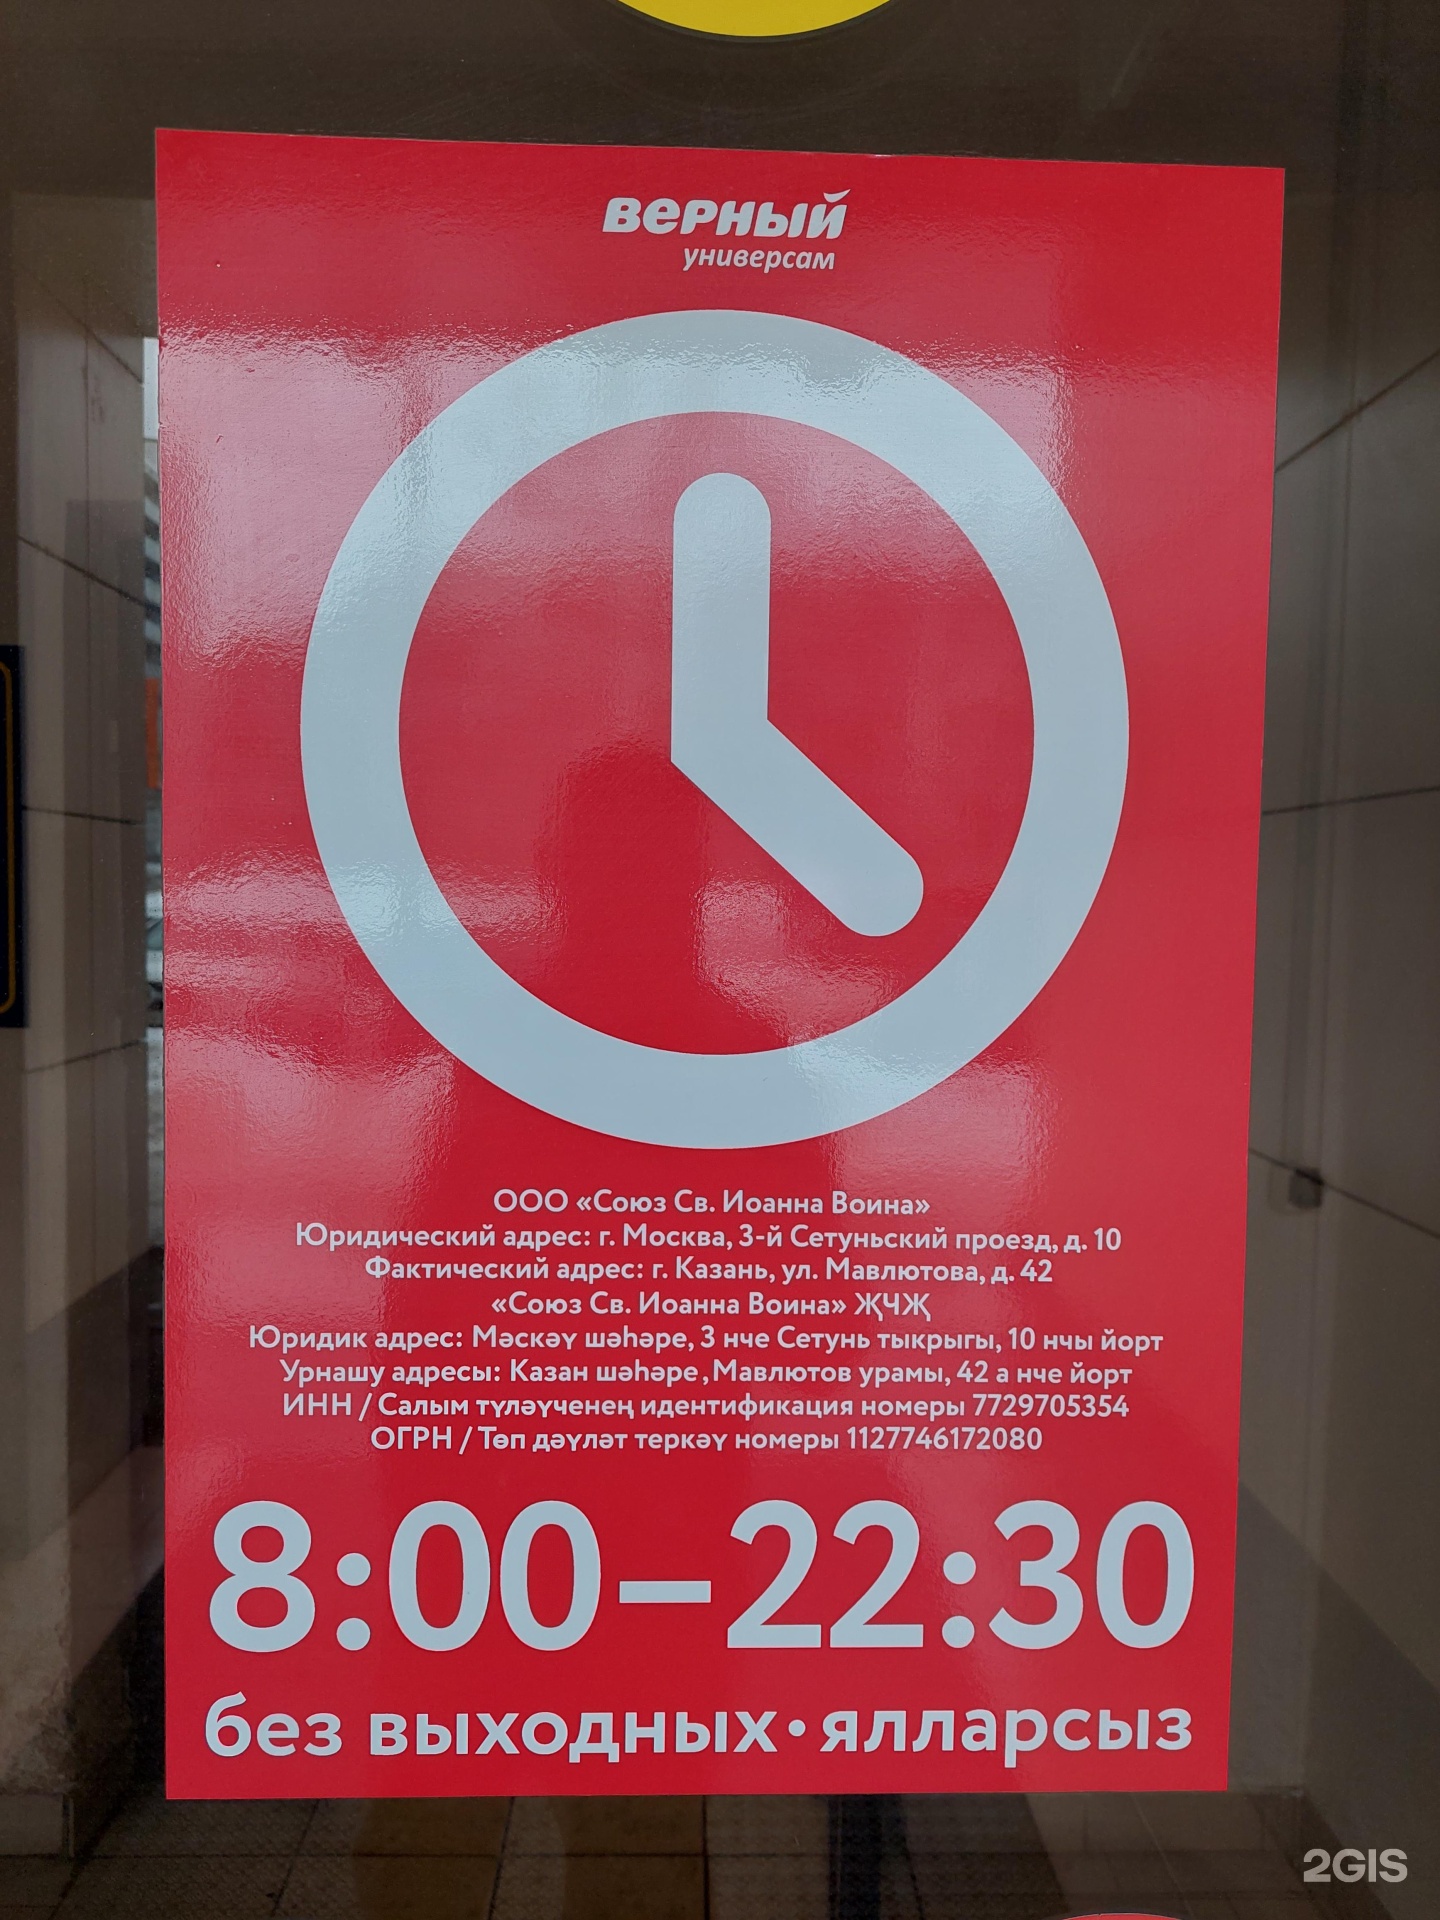 верный
универсам
ООО «Союз Св. Иоанна Воина»
Юридический адрес: г. Москва, 3-й Сетуньский проезд, д. 10
Фактический адрес: г. Казань, ул. Мавлютова, д. 42
«Союз Св. Иоанна Воина» ҖЧҖ
Юридик адрес: Мәскәү шәһәре, 3 нче Сетунь тыкрыгы, 10 нчы йорт
Урнашу адресы: Казан шәһәре ,Мавлютов урамы, 42 а нче йорт
ИНН / Салым түләүченең идентификация номеры 7729705354
ОГРН / Төп дәүләт теркәү номеры 1127746172080
8:00–22:30
без выходных • ялларсыз
2GIS